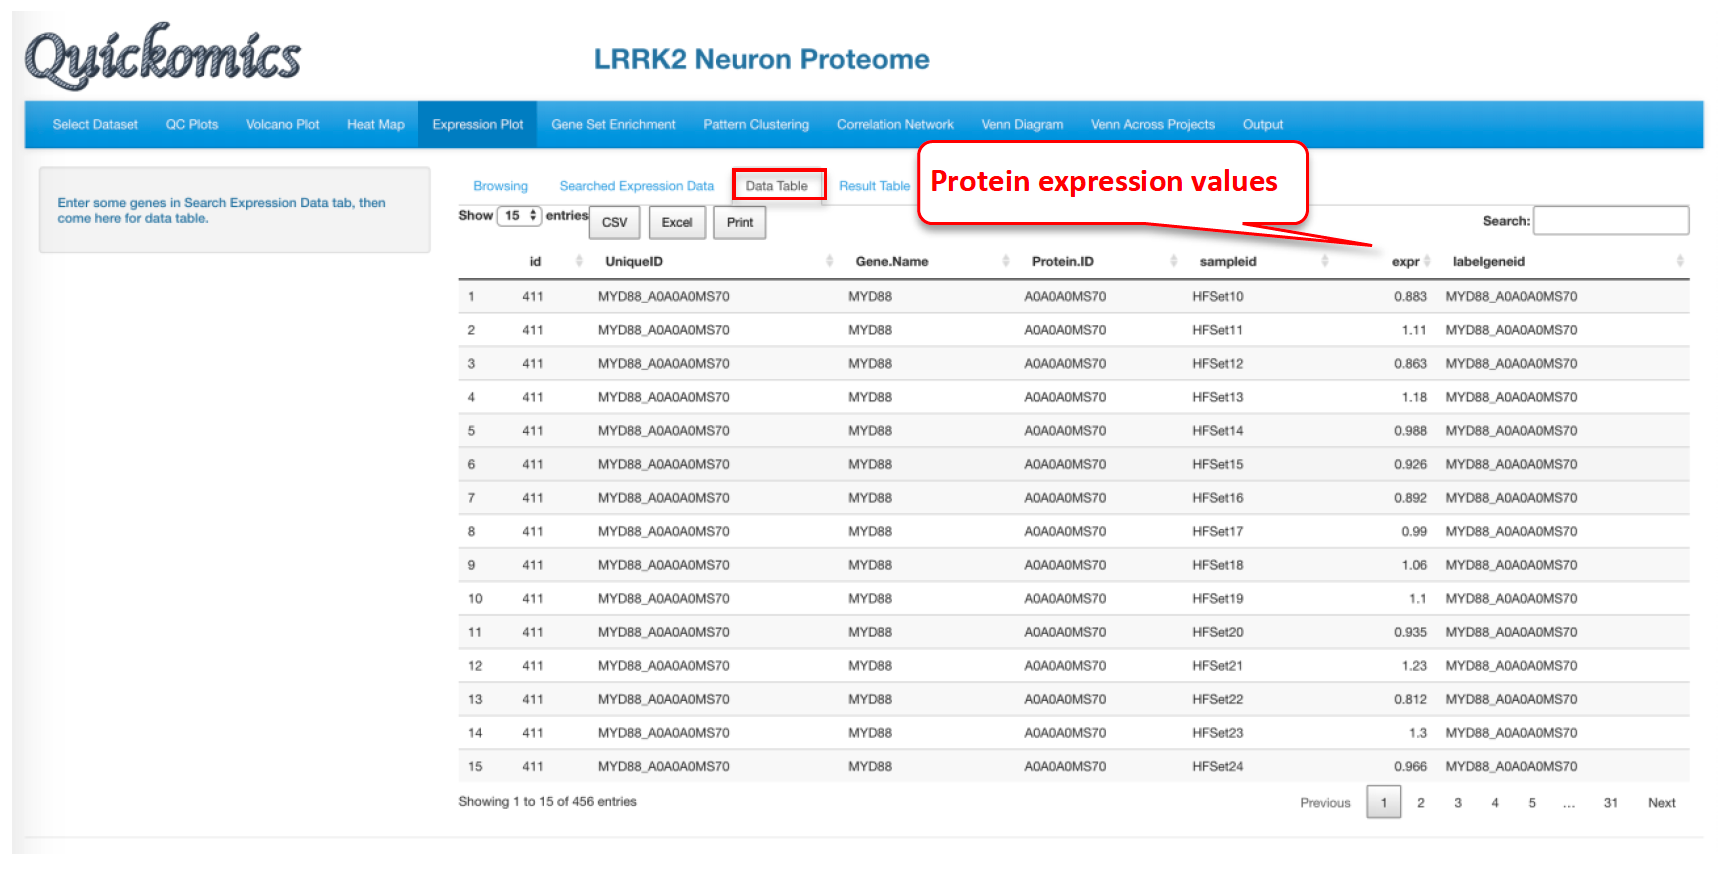 Quickomics
LRRK2 Neuron Proteome
Select Dataset QC Plots Volcano Plot Heat Map Expression Plot Gene Set Enrichment Pattern Clustering Correlation Network Venn Diagram Venn Across Projects Output
Enter some genes in Search Expression Data tab, then
come here for data table.
Browsing Searched Expression Data Data Table Result Table
Protein expression values
Show 15 entries CSV Excel Print Search:
id UniqueID Gene.Name Protein.ID sampleid expr labelgeneid
1 411 MYD88_A0A0A0MS70 MYD88 A0A0A0MS70 HFSet10 0.883 MYD88_A0A0A0MS70
2 411 MYD88_A0A0A0MS70 MYD88 A0A0A0MS70 HFSet11 1.11 MYD88_A0A0A0MS70
3 411 MYD88_A0A0A0MS70 MYD88 A0A0A0MS70 HFSet12 0.863 MYD88_A0A0A0MS70
4 411 MYD88_A0A0A0MS70 MYD88 A0A0A0MS70 HFSet13 1.18 MYD88_A0A0A0MS70
5 411 MYD88_A0A0A0MS70 MYD88 A0A0A0MS70 HFSet14 0.988 MYD88_A0A0A0MS70
6 411 MYD88_A0A0A0MS70 MYD88 A0A0A0MS70 HFSet15 0.926 MYD88_A0A0A0MS70
7 411 MYD88_A0A0A0MS70 MYD88 A0A0A0MS70 HFSet16 0.892 MYD88_A0A0A0MS70
8 411 MYD88_A0A0A0MS70 MYD88 A0A0A0MS70 HFSet17 0.99 MYD88_A0A0A0MS70
9 411 MYD88_A0A0A0MS70 MYD88 A0A0A0MS70 HFSet18 1.06 MYD88_A0A0A0MS70
10 411 MYD88_A0A0A0MS70 MYD88 A0A0A0MS70 HFSet19 1.1 MYD88_A0A0A0MS70
11 411 MYD88_A0A0A0MS70 MYD88 A0A0A0MS70 HFSet20 0.935 MYD88_A0A0A0MS70
12 411 MYD88_A0A0A0MS70 MYD88 A0A0A0MS70 HFSet21 1.23 MYD88_A0A0A0MS70
13 411 MYD88_A0A0A0MS70 MYD88 A0A0A0MS70 HFSet22 0.812 MYD88_A0A0A0MS70
14 411 MYD88_A0A0A0MS70 MYD88 A0A0A0MS70 HFSet23 1.3 MYD88_A0A0A0MS70
15 411 MYD88_A0A0A0MS70 MYD88 A0A0A0MS70 HFSet24 0.966 MYD88_A0A0A0MS70
Showing 1 to 15 of 456 entries Previous 1 2 3 4 5 ... 31 Next